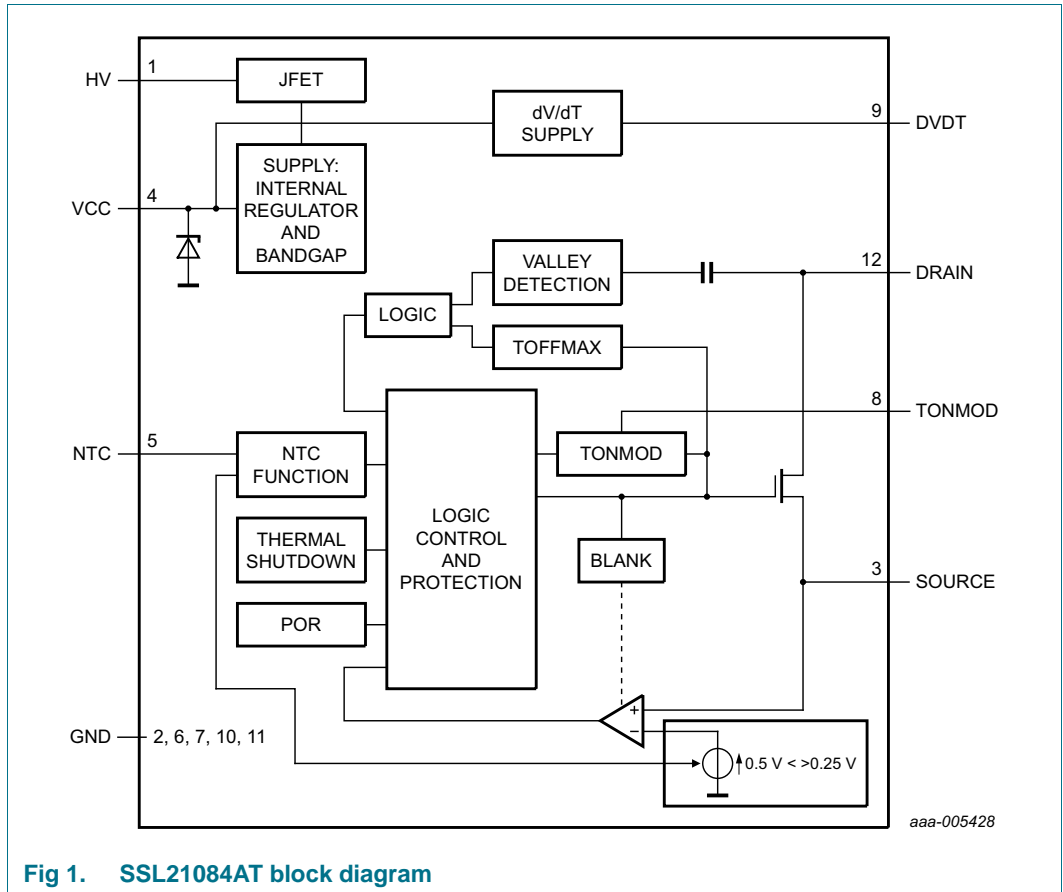 HV
1
JFET
dV/dT
SUPPLY
9
DVDT
SUPPLY:
INTERNAL
REGULATOR
AND
BANDGAP
VCC
4
VALLEY
DETECTION
12
DRAIN
LOGIC
TOFFMAX
8
TONMOD
NTC
5
NTC
FUNCTION
TONMOD
THERMAL
SHUTDOWN
LOGIC
CONTROL
AND
PROTECTION
BLANK
3
SOURCE
POR
+
−
GND
2, 6, 7, 10, 11
0.5 V < >0.25 V
aaa-005428
Fig 1. SSL21084AT block diagram